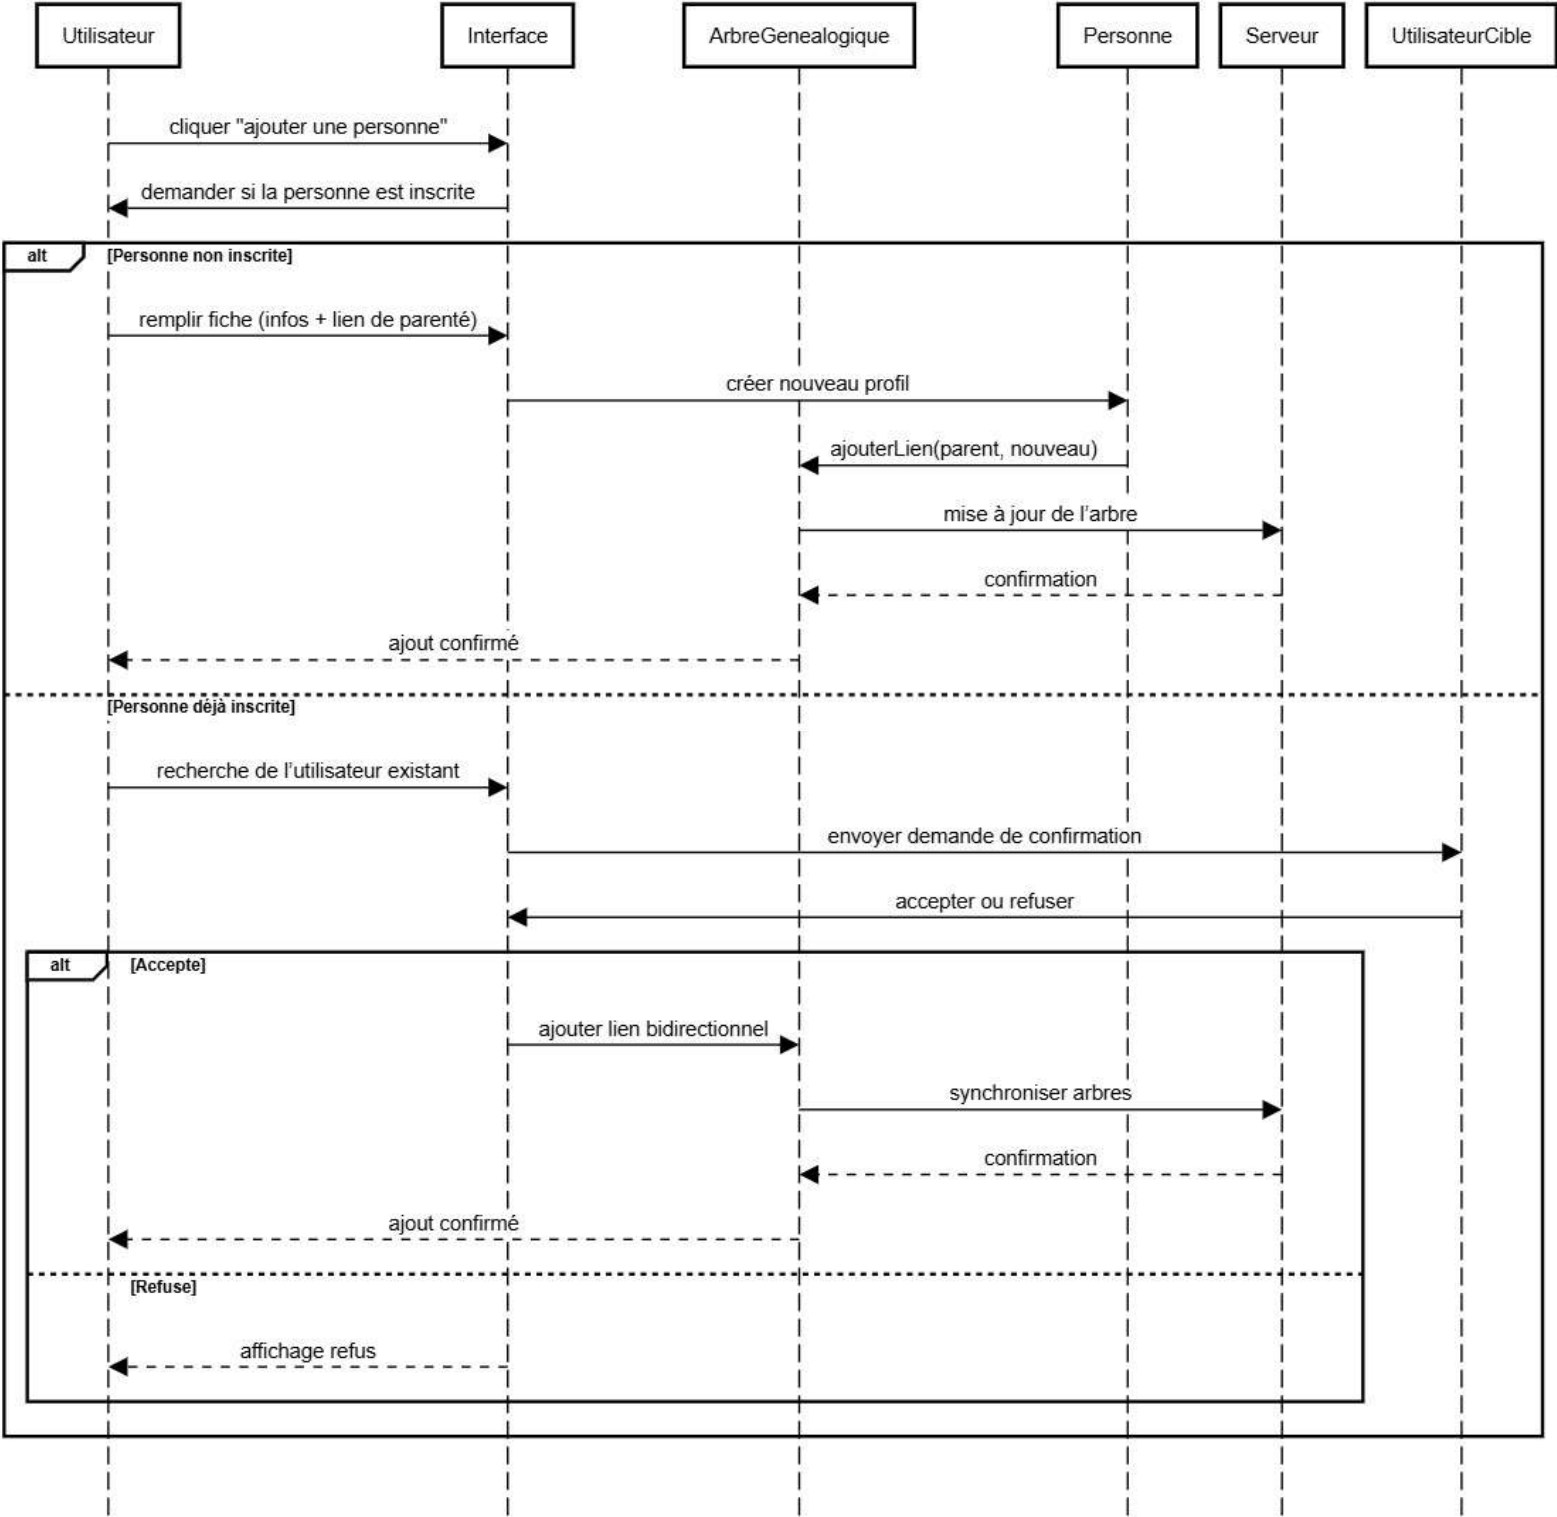 Utilisateur
Interface
ArbreGenealogique
Personne
Serveur
UtilisateurCible
cliquer "ajouter une personne"
demander si la personne est inscrite
alt
[Personne non inscrite]
remplir fiche (infos + lien de parenté)
créer nouveau profil
ajouterLien(parent, nouveau)
mise à jour de l’arbre
confirmation
ajout confirmé
[Personne déjà inscrite]
recherche de l’utilisateur existant
envoyer demande de confirmation
accepter ou refuser
alt
[Accepte]
ajouter lien bidirectionnel
synchroniser arbres
confirmation
ajout confirmé
[Refuse]
affichage refus